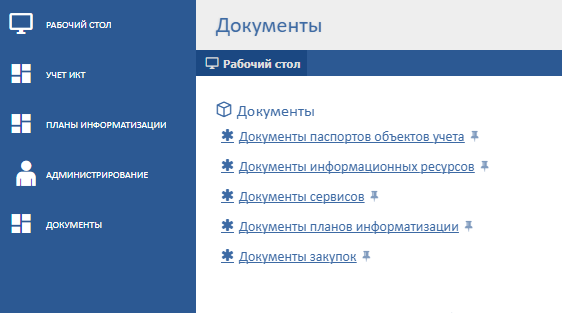 РАБОЧИЙ СТОЛ
УЧЕТ ИКТ
ПЛАНЫ ИНФОРМАТИЗАЦИИ
АДМИНИСТРИРОВАНИЕ
ДОКУМЕНТЫ
Документы
Рабочий стол
Документы
Документы паспортов объектов учета
Документы информационных ресурсов
Документы сервисов
Документы планов информатизации
Документы закупок